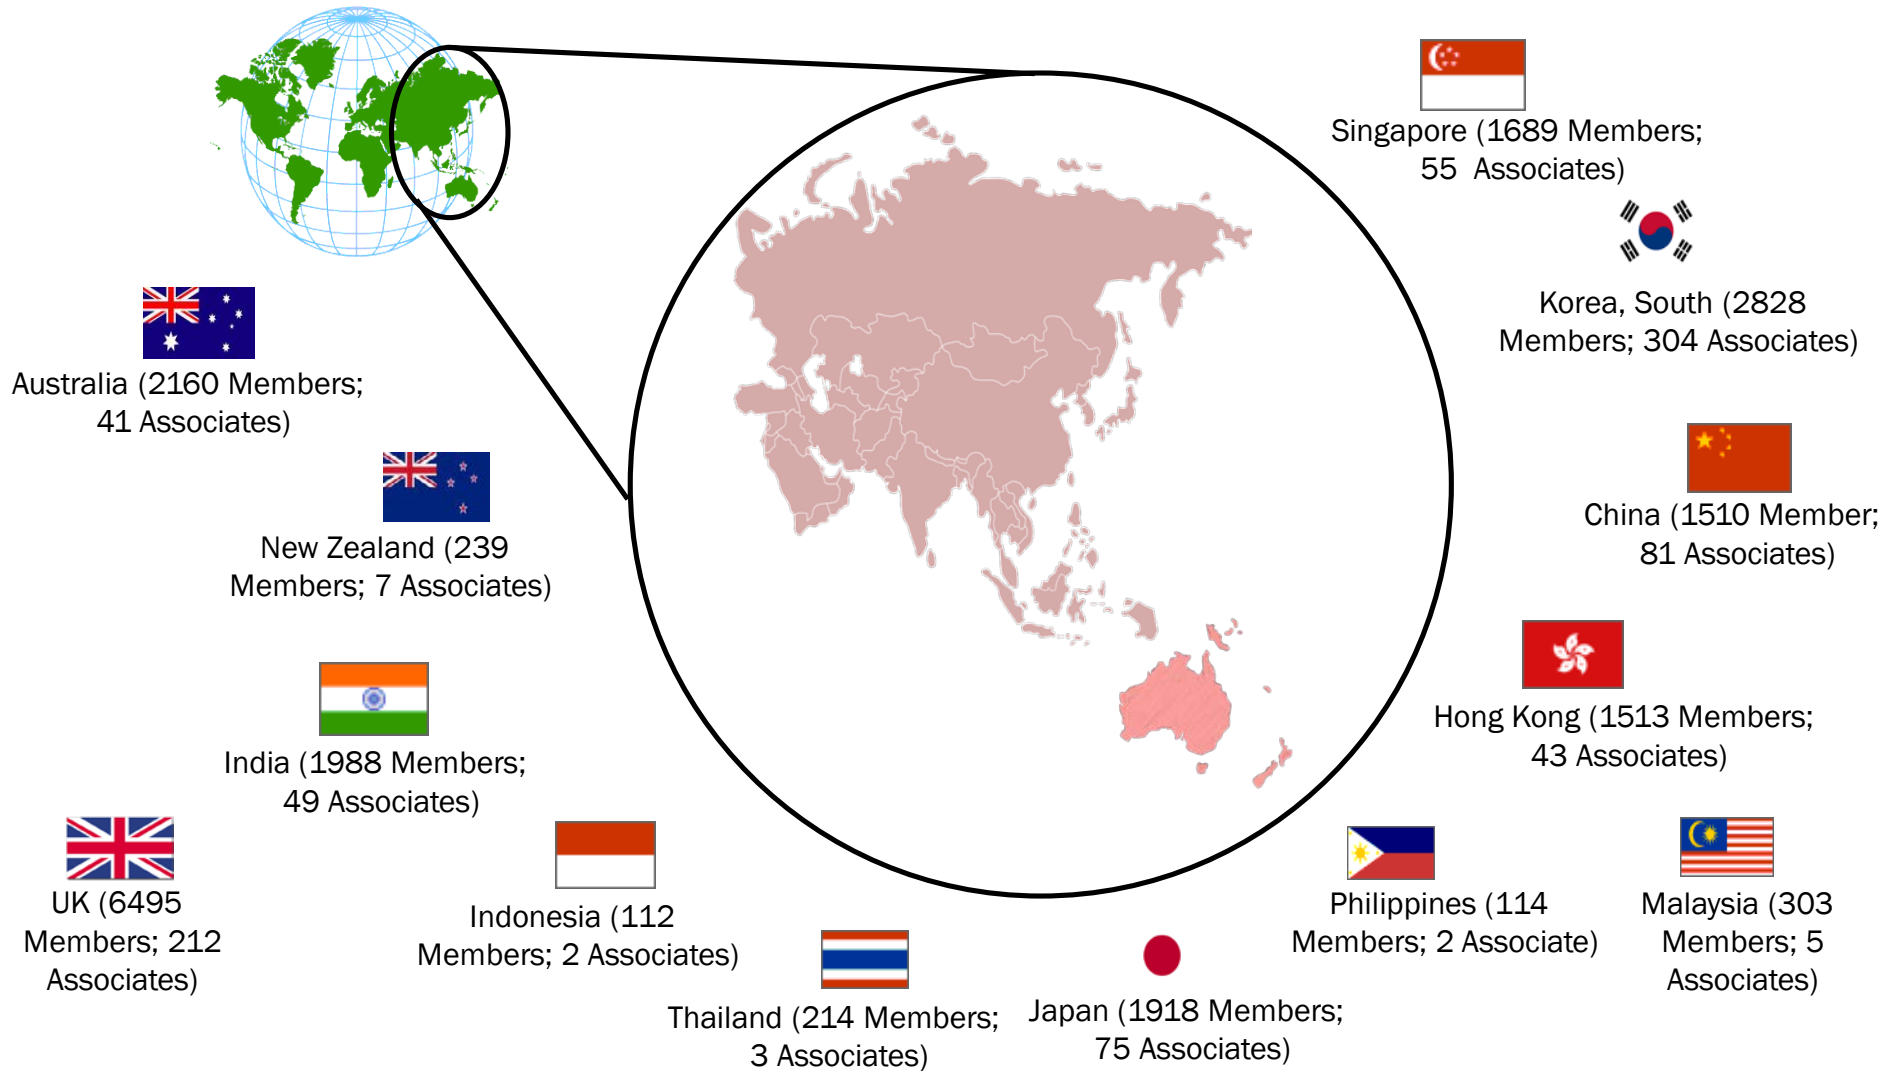 Singapore (1689 Members;
55  Associates)
Korea, South (2828
Members; 304 Associates)
Australia (2160 Members;
41 Associates)
New Zealand (239
Members; 7 Associates)
China (1510 Member;
81 Associates)
Hong Kong (1513 Members;
43 Associates)
India (1988 Members;
49 Associates)
UK (6495
Members; 212
Associates)
Indonesia (112
Members; 2 Associates)
Thailand (214 Members;
3 Associates)
Japan (1918 Members;
75 Associates)
Philippines (114
Members; 2 Associate)
Malaysia (303
Members; 5
Associates)